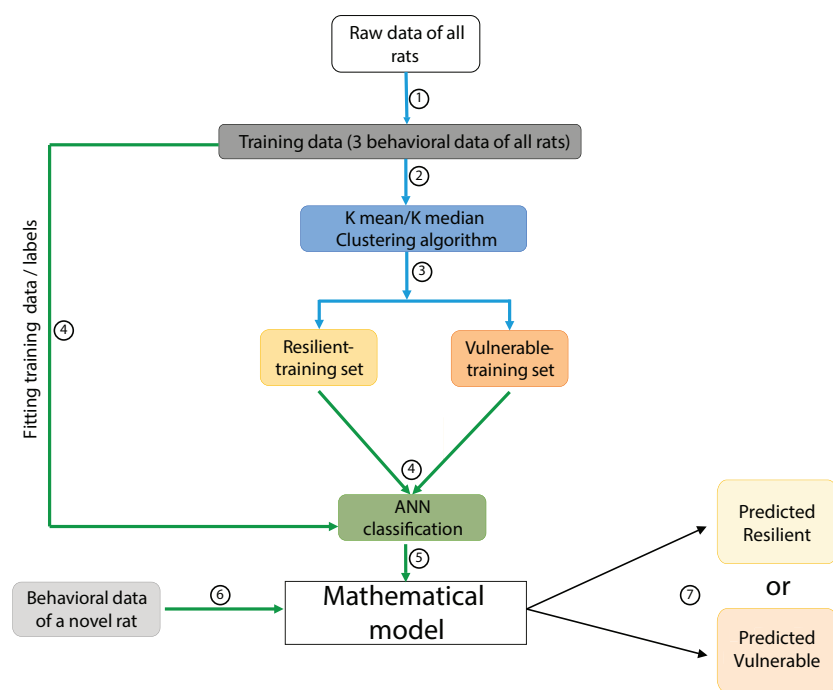 Raw data of all
rats
①
Training data (3 behavioral data of all rats)
②
K mean/K median
Clustering algorithm
③
Fitting training data / labels
④
Resilient-
training set
Vulnerable-
training set
④
ANN
classification
⑤
Behavioral data
of a novel rat
⑥
Mathematical
model
⑦
Predicted
Resilient
or
Predicted
Vulnerable